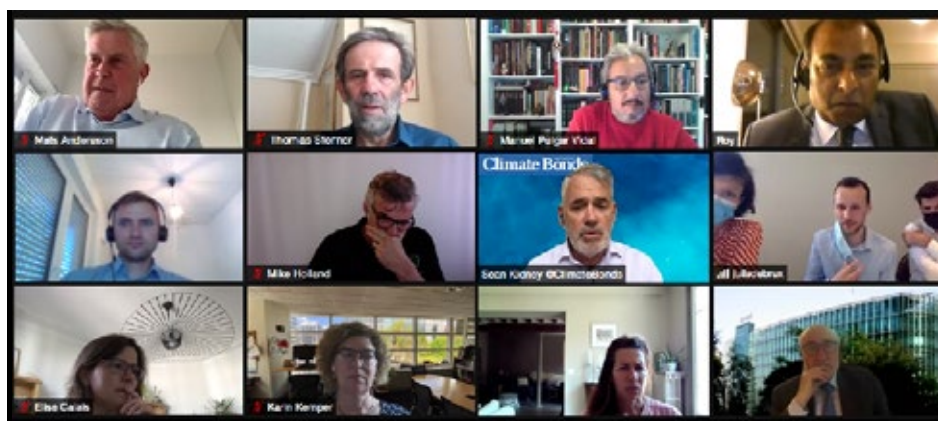 Mats Andersson
Thomas Sterner
Manuel Pulgar Vidal
Roy
Mike Holland
Climate Bonds
Sean Kidney @ClimateBonds
Elise Calais
Karin Kemper